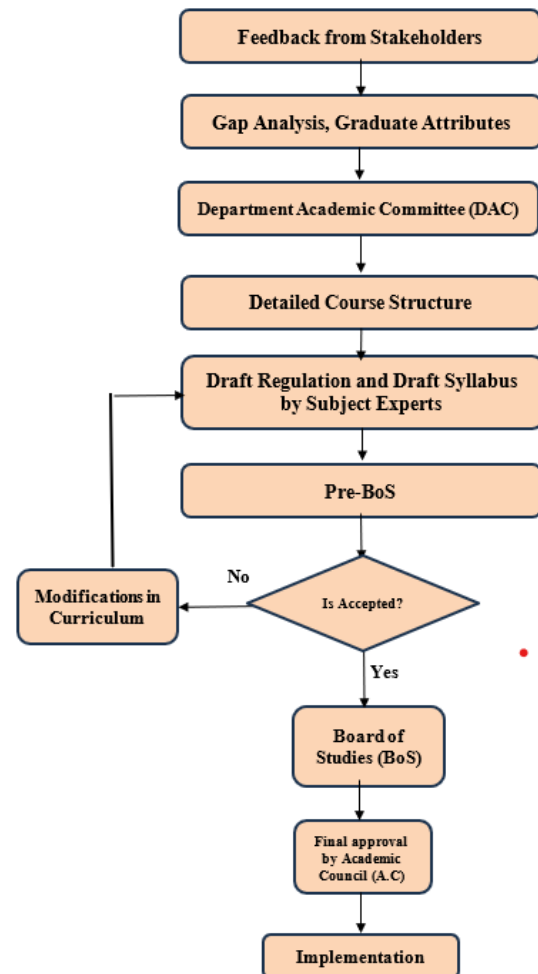 Feedback from Stakeholders
Gap Analysis, Graduate Attributes
Department Academic Committee (DAC)
Detailed Course Structure
Draft Regulation and Draft Syllabus
by Subject Experts
Pre-BoS
No
Modifications in
Curriculum
Is Accepted?
Yes
Board of
Studies (BoS)
Final approval
by Academic
Council (A.C)
Implementation